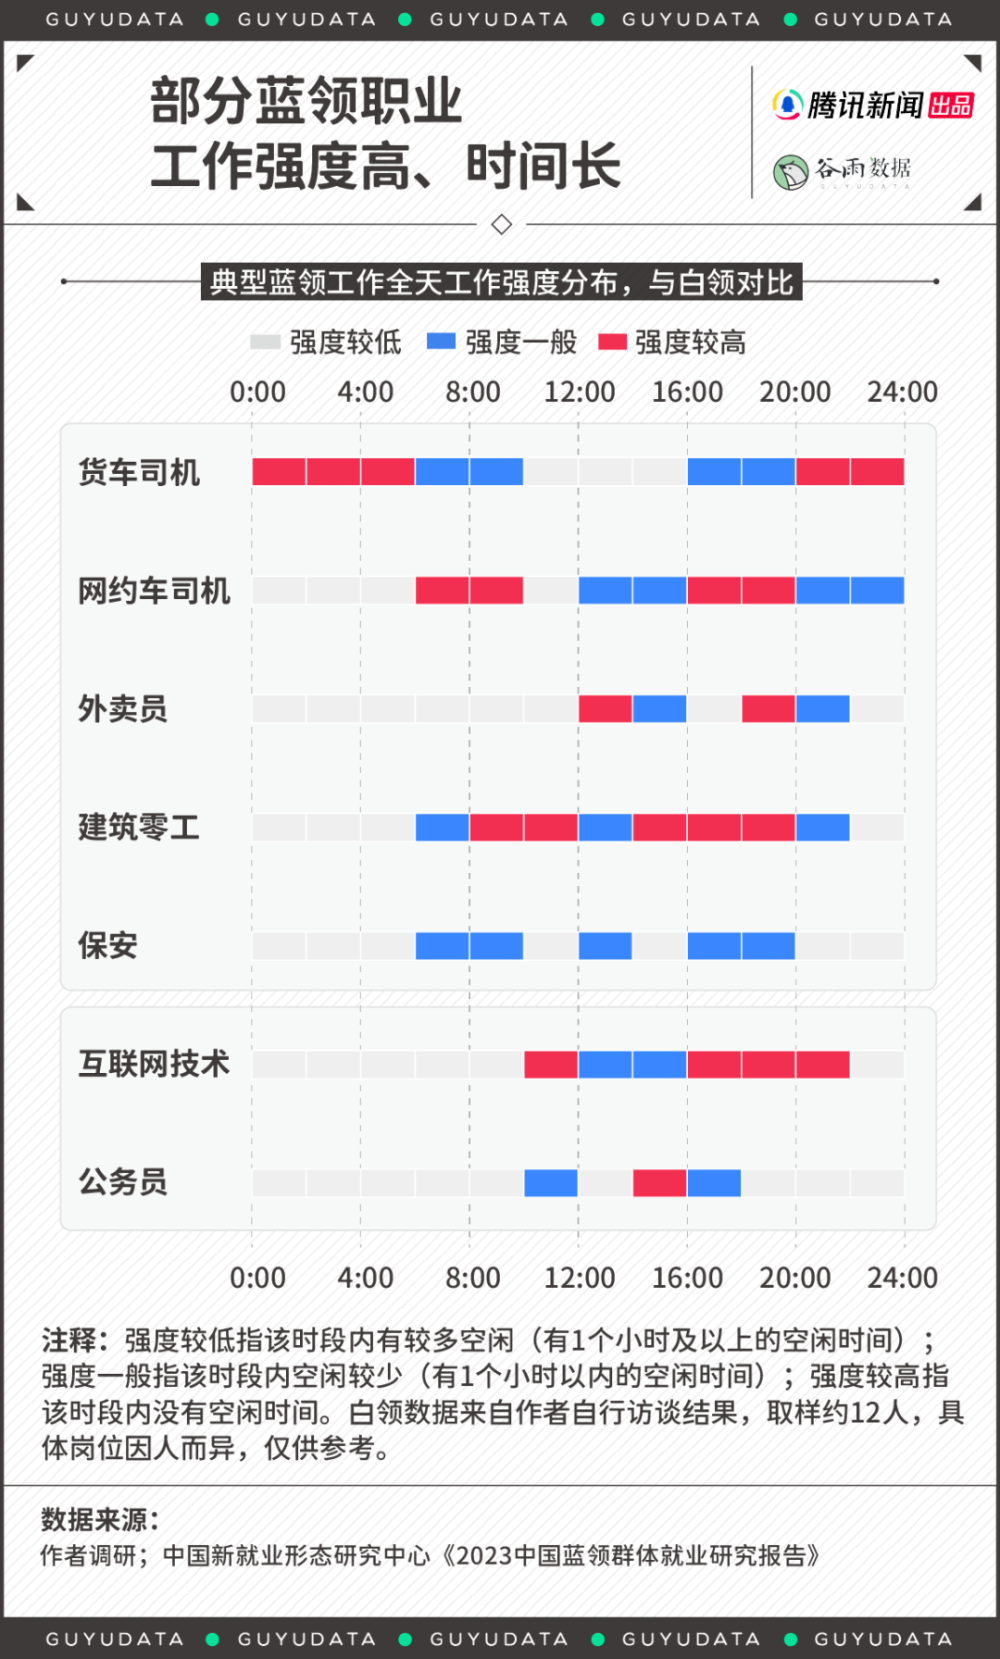 GUYUDATA ● GUYUDATA ● GUYUDATA ● GUYUDATA ● GUYUDATA
部分蓝领职业
工作强度高、时间长
腾讯新闻 出品
谷雨数据
GUYUDATA
典型蓝领工作全天工作强度分布，与白领对比
强度较低 强度一般 强度较高
0:00 4:00 8:00 12:00 16:00 20:00 24:00
货车司机
网约车司机
外卖员
建筑零工
保安
互联网技术
公务员
0:00 4:00 8:00 12:00 16:00 20:00 24:00
注释：强度较低指该时段内有较多空闲（有1个小时及以上的空闲时间）；
强度一般指该时段内空闲较少（有1个小时以内的空闲时间）；强度较高指
该时段内没有空闲时间。白领数据来自作者自行访谈结果，取样约12人，具
体岗位因人而异，仅供参考。
数据来源：
作者调研；中国新就业形态研究中心《2023中国蓝领群体就业研究报告》
GUYUDATA ● GUYUDATA ● GUYUDATA ● GUYUDATA ● GUYUDATA